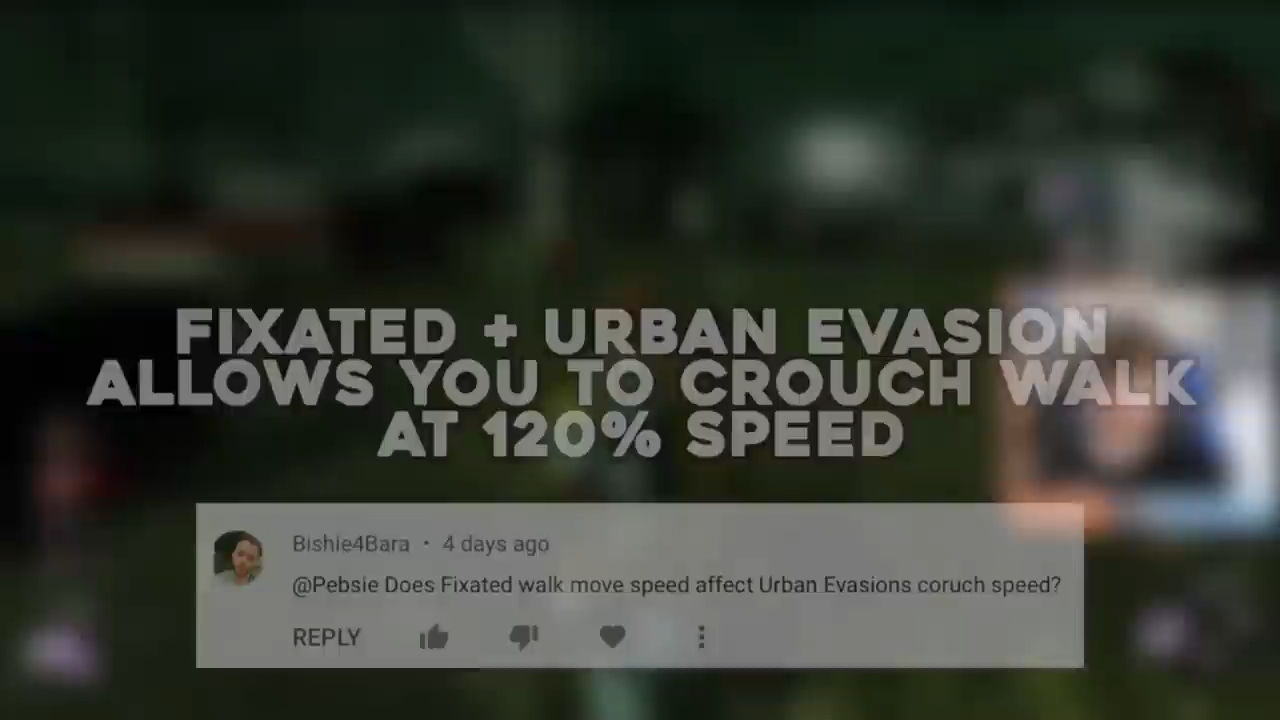 FIXATED + URBAN EVASION
ALLOWS YOU TO CROUCH WALK
AT 120% SPEED
Bishie4Bara · 4 days ago
@Pebsie Does Fixated walk move speed affect Urban Evasions coruch speed?
REPLY